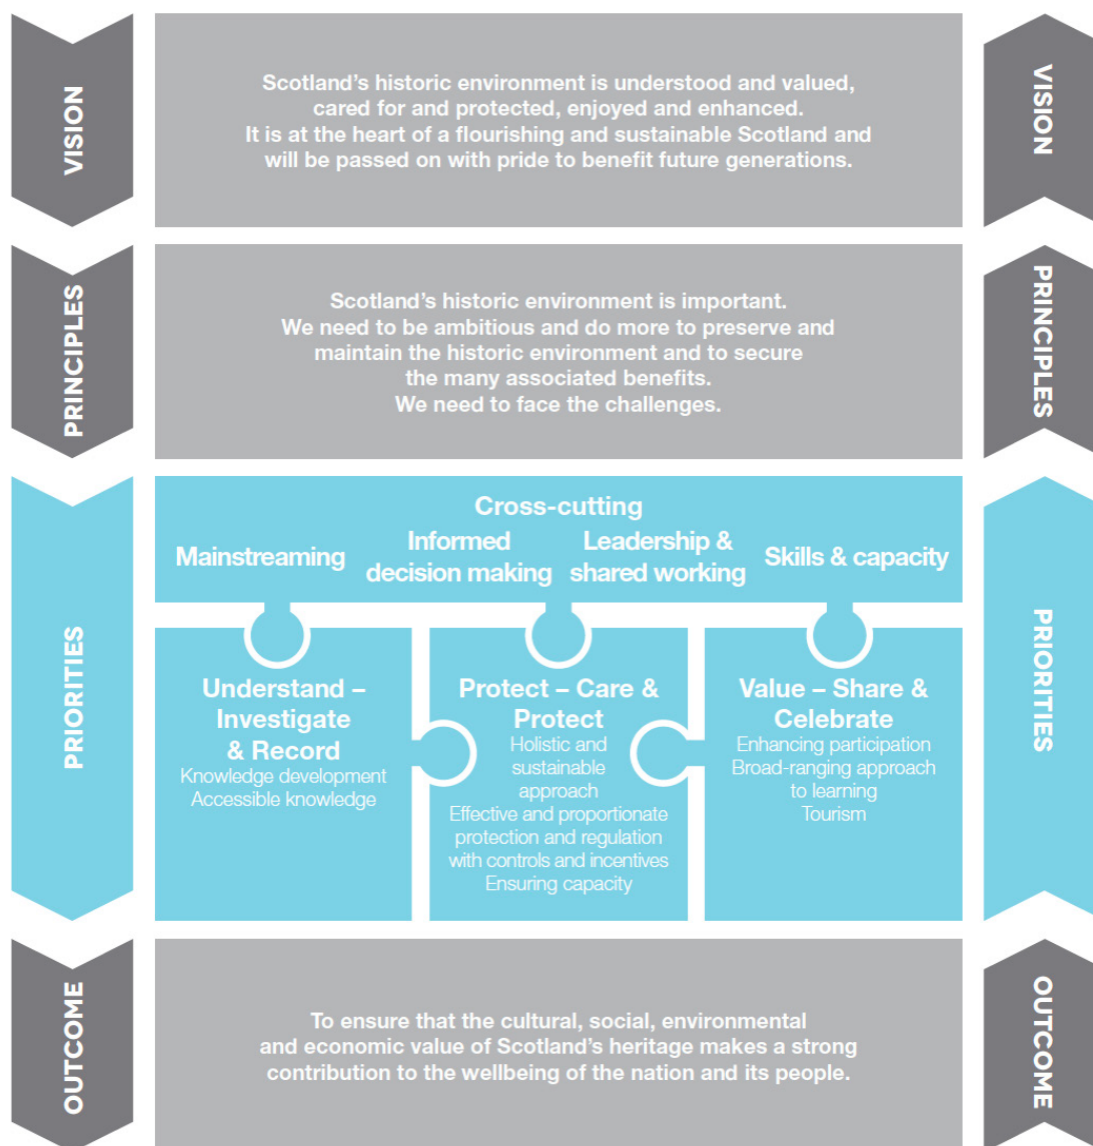 VISION
Scotland’s historic environment is understood and valued,
cared for and protected, enjoyed and enhanced.
It is at the heart of a flourishing and sustainable Scotland and
will be passed on with pride to benefit future generations.
VISION
PRINCIPLES
Scotland’s historic environment is important.
We need to be ambitious and do more to preserve and
maintain the historic environment and to secure
the many associated benefits.
We need to face the challenges.
PRINCIPLES
PRIORITIES
Cross-cutting
Mainstreaming
Informed
decision making
Leadership &
shared working
Skills & capacity
Understand –
Investigate
& Record
Knowledge development
Accessible knowledge
Protect – Care &
Protect
Holistic and
sustainable
approach
Effective and proportionate
protection and regulation
with controls and incentives
Ensuring capacity
Value – Share &
Celebrate
Enhancing participation
Broad-ranging approach
to learning
Tourism
PRIORITIES
OUTCOME
To ensure that the cultural, social, environmental
and economic value of Scotland’s heritage makes a strong
contribution to the wellbeing of the nation and its people.
OUTCOME